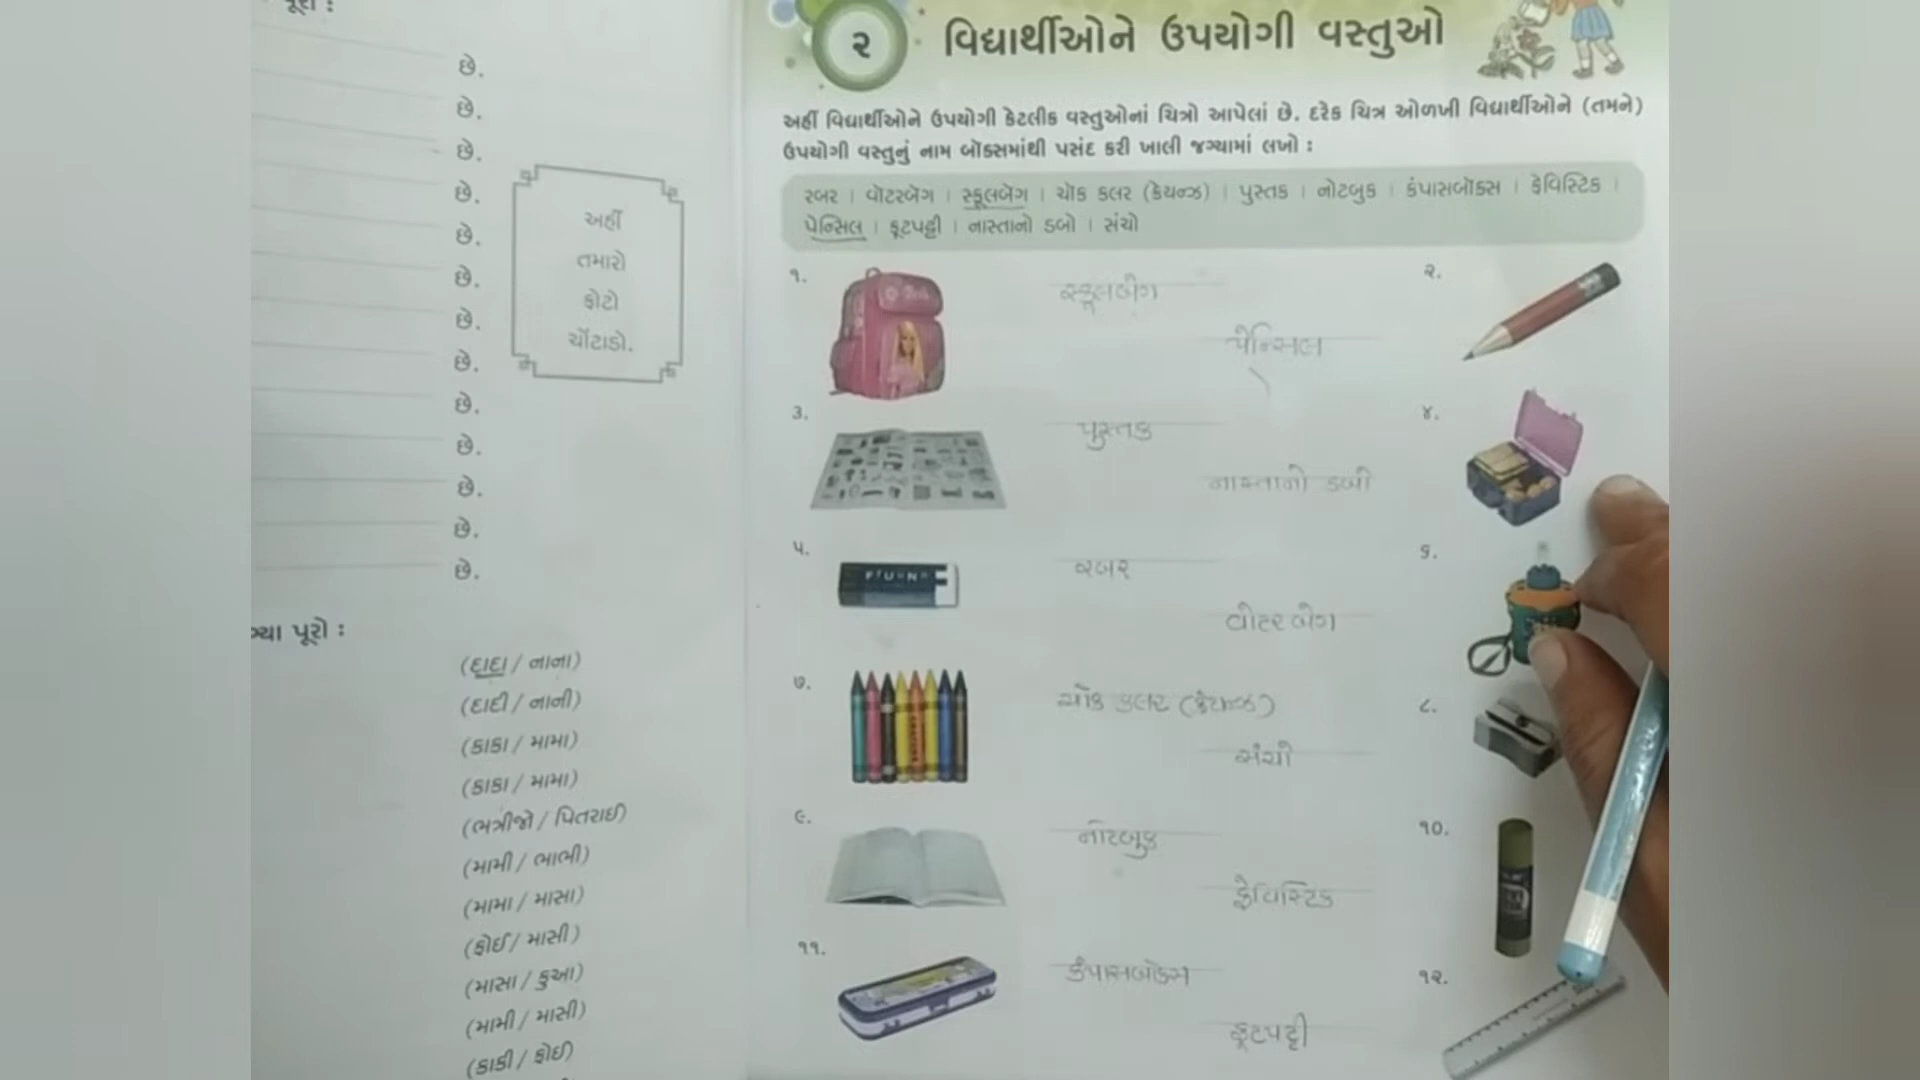 પૂરો :
છે.
છે.
છે.
છે.
છે.
છે.
છે.
છે.
છે.
છે.
છે.
છે.
છે.
અહીં
તમારો
ફોટો
ચોંટાડો.
ગ્યા પૂરો :
(દાદા / નાના)
(દાદી / નાની)
(કાકા / મામા)
(કાકા / મામા)
(ભત્રીજો / પિતરાઈ)
(મામી / ભાભી)
(મામા / માસા)
(ફોઈ / માસી)
(માસા / ફુઆ)
(મામી / માસી)
(કાકી / ફોઈ)
૨ વિદ્યાર્થીઓને ઉપયોગી વસ્તુઓ
અહીં વિદ્યાર્થીઓને ઉપયોગી કેટલીક વસ્તુઓનાં ચિત્રો આપેલાં છે. દરેક ચિત્ર ઓળખી વિદ્યાર્થીઓને (તમને)
ઉપયોગી વસ્તુનું નામ બૉક્સમાંથી પસંદ કરી ખાલી જગ્યામાં લખો :
રબર | વૉટરબૅગ | સ્કૂલબૅગ | ચૉક કલર (ક્રેયન્ઝ) | પુસ્તક | નોટબુક | કંપાસબૉક્સ | ફેવિસ્ટિક |
પેન્સિલ | ફૂટપટ્ટી | નાસ્તાનો ડબો | સંચો
૧. સ્કૂલબેગ ૨.
પેન્સિલ
૩. પુસ્તક ૪.
નાસ્તાનો ડબો
૫. રબર ૬.
વોટરબેગ
૭. ચૉક કલર (ક્રેયન્ઝ) ૮.
સંચો
૯. નોટબુક ૧૦.
ફેવિસ્ટિક
૧૧. કંપાસબૉક્સ ૧૨.
ફૂટપટ્ટી